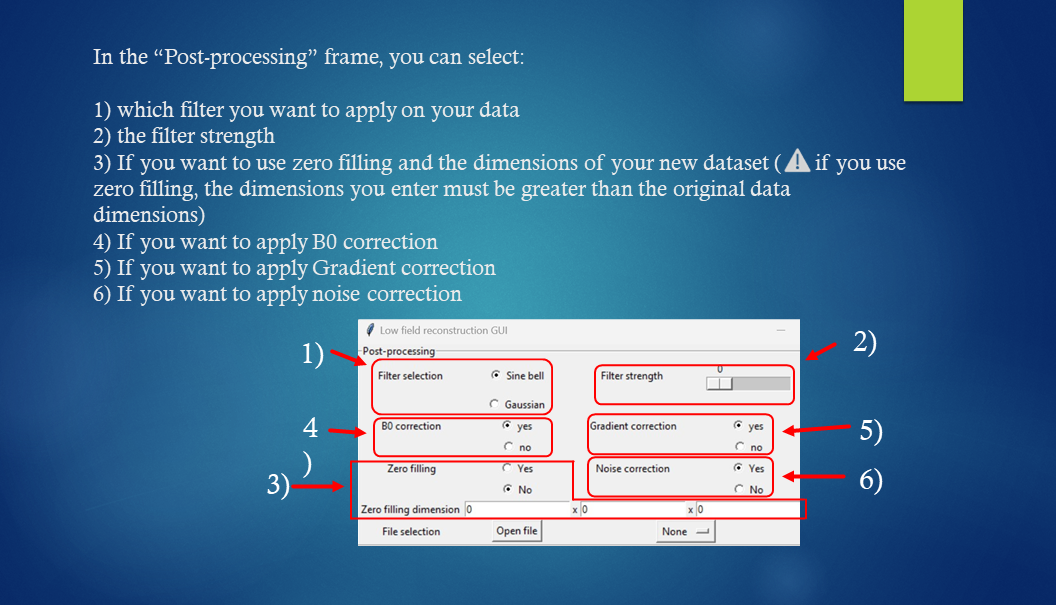 In the “Post-processing” frame, you can select:
1) which filter you want to apply on your data
2) the filter strength
3) If you want to use zero filling and the dimensions of your new dataset (⚠ if you use
zero filling, the dimensions you enter must be greater than the original data
dimensions)
4) If you want to apply B0 correction
5) If you want to apply Gradient correction
6) If you want to apply noise correction
Low field reconstruction GUI
Post-processing
1)
2)
Filter selection
Sine bell
Gaussian
Filter strength
0
4
)
B0 correction
yes
no
Gradient correction
yes
no
5)
3)
Zero filling
Yes
No
Noise correction
Yes
No
6)
Zero filling dimension 0 x 0 x 0
File selection
Open file
None